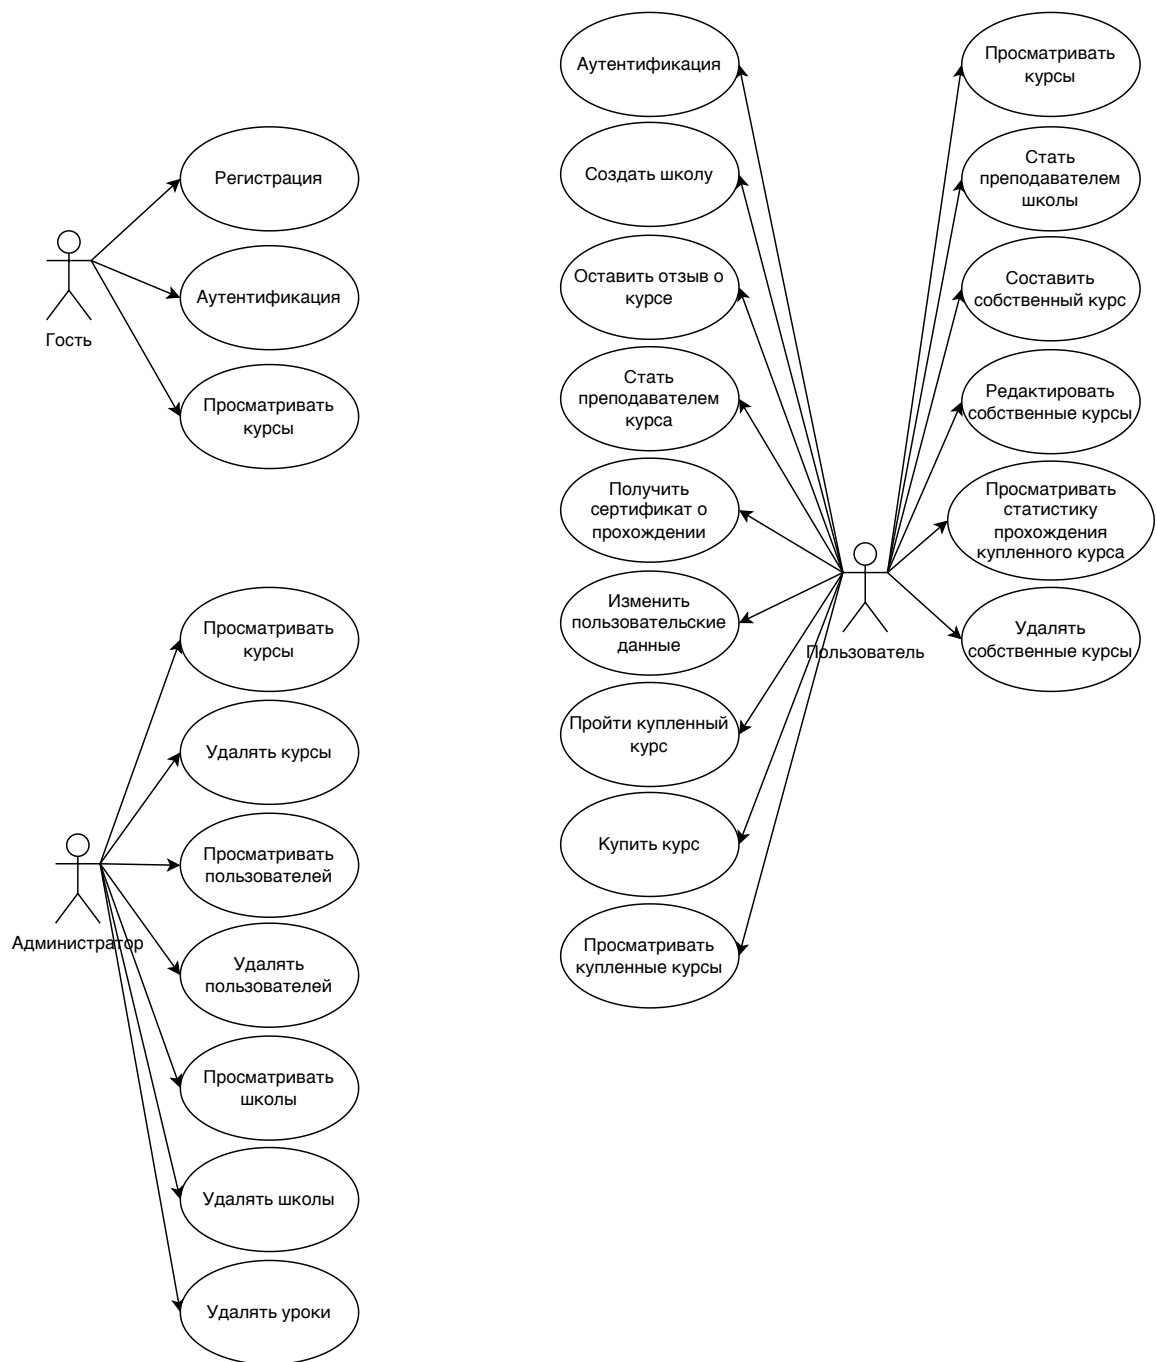 Регистрация
Аутентификация
Просматривать
курсы
Гость
Просматривать
курсы
Удалять курсы
Просматривать
пользователей
Удалять
пользователей
Просматривать
школы
Удалять школы
Удалять уроки
Администратор
Аутентификация
Создать школу
Оставить отзыв о
курсе
Стать
преподавателем
курса
Получить
сертификат о
прохождении
Изменить
пользовательские
данные
Пройти купленный
курс
Купить курс
Просматривать
купленные курсы
Пользователь
Просматривать
курсы
Стать
преподавателем
школы
Составить
собственный курс
Редактировать
собственные курсы
Просматривать
статистику
прохождения
купленного курса
Удалять
собственные курсы